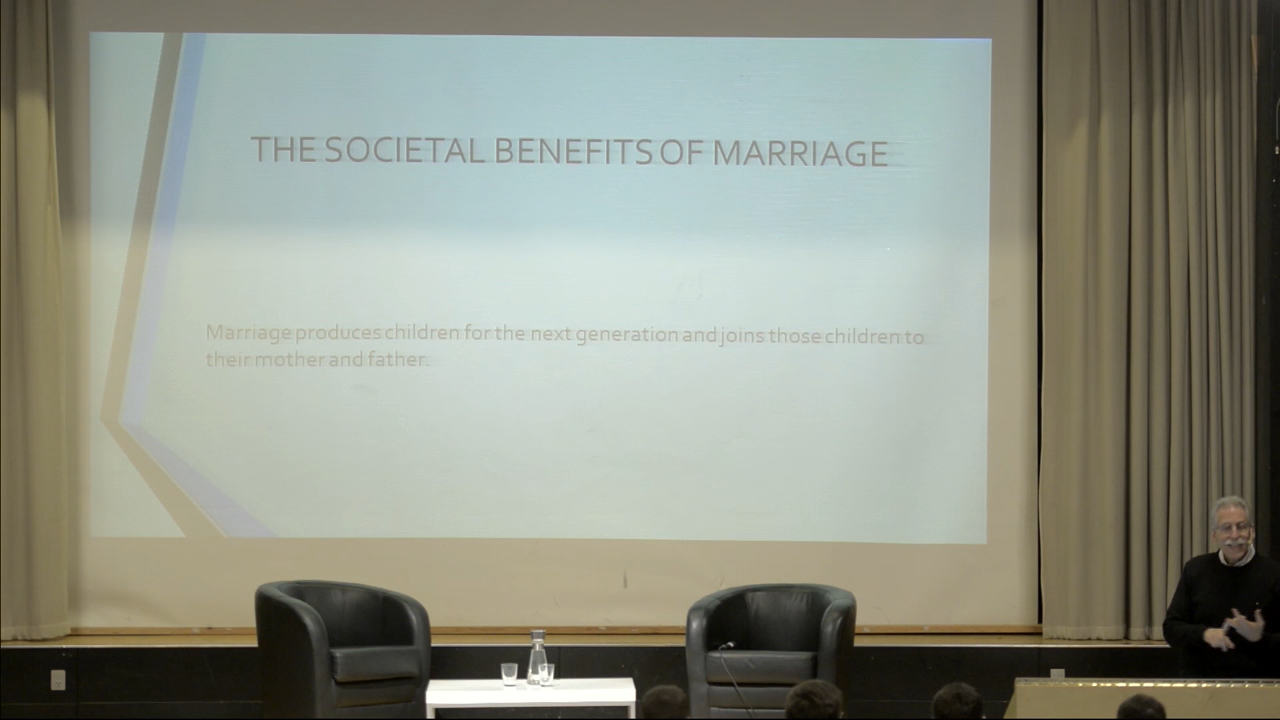 THE SOCIETAL BENEFITS OF MARRIAGE
Marriage produces children for the next generation and joins those children to
their mother and father.